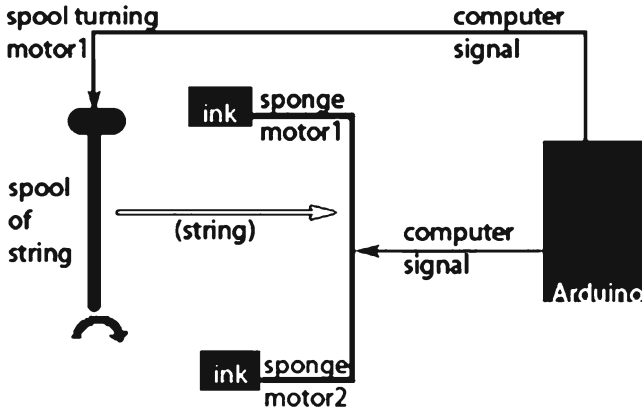 spool turning
motor1
computer
signal
ink
sponge
motor1
spool
of
string
(string)
computer
signal
Arduino
ink
sponge
motor2